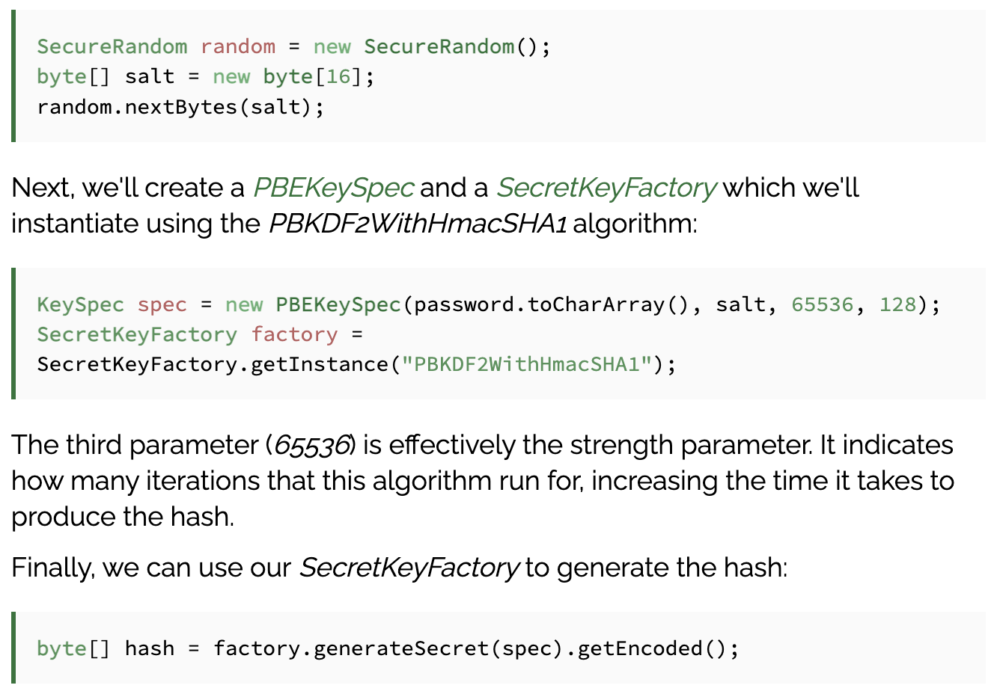 SecureRandom random = new SecureRandom();
byte[] salt = new byte[16];
random.nextBytes(salt);
Next, we'll create a PBEKeySpec and a SecretKeyFactory which we'll
instantiate using the PBKDF2WithHmacSHA1 algorithm:
KeySpec spec = new PBEKeySpec(password.toCharArray(), salt, 65536, 128);
SecretKeyFactory factory =
SecretKeyFactory.getInstance("PBKDF2WithHmacSHA1");
The third parameter (65536) is effectively the strength parameter. It indicates
how many iterations that this algorithm run for, increasing the time it takes to
produce the hash.
Finally, we can use our SecretKeyFactory to generate the hash:
byte[] hash = factory.generateSecret(spec).getEncoded();